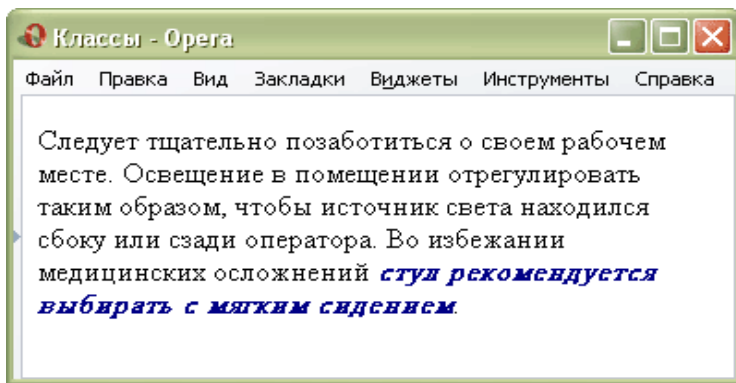 Классы - Opera
Файл Правка Вид Закладки Виджеты Инструменты Справка
Следует тщательно позаботиться о своем рабочем
месте. Освещение в помещении отрегулировать
таким образом, чтобы источник света находился
сбоку или сзади оператора. Во избежании
медицинских осложнений стул рекомендуется
выбирать с мягким сидением.